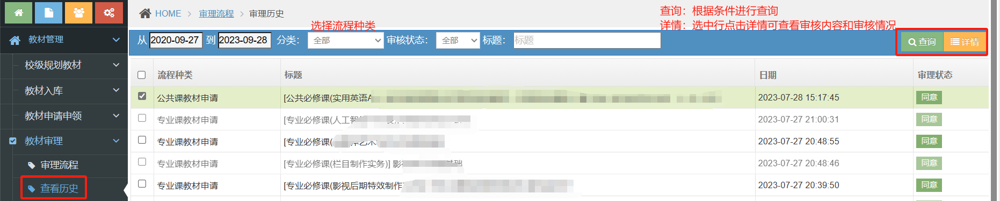 HOME > 审理流程 > 审理历史
查询：根据条件进行查询
详情：选中行点击详情可查看审核内容和审核情况
选择流程种类
教材管理
校级规划教材
教材入库
教材申请申领
教材审理
审理流程
查看历史
从 2020-09-27 到 2023-09-28 分类： 全部 审核状态： 全部 标题： 标题 查询 详情
流程种类 标题 日期 审理状态
公共课教材申请 [公共必修课(实用英语A 2023-07-28 15:17:45 同意
专业课教材申请 [专业必修课(人工智 2023-07-27 21:00:31 同意
专业课教材申请 [专业必修课( 2023-07-27 20:48:55 同意
专业课教材申请 [专业必修课(栏目制作实务)] 影 2023-07-27 20:48:46 同意
专业课教材申请 [专业必修课(影视后期特效制作 2023-07-27 20:39:50 同意